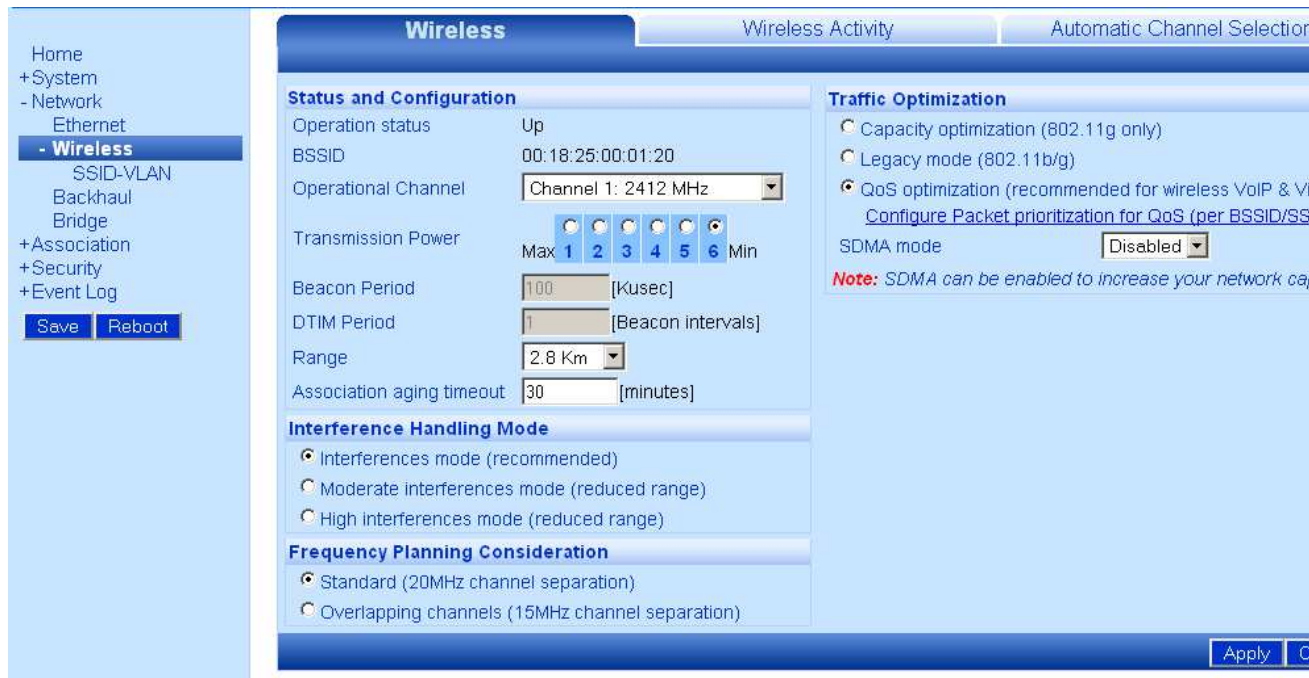 Wireless Wireless Activity Automatic Channel Selection
Home
+System
- Network
Ethernet
- Wireless
SSID-VLAN
Backhaul
Bridge
+Association
+Security
+Event Log
Save Reboot
Status and Configuration
Operation status Up
BSSID 00:18:25:00:01:20
Operational Channel Channel 1: 2412 MHz
Transmission Power Max 1 2 3 4 5 6 Min
Beacon Period 100 [Kusec]
DTIM Period 1 [Beacon intervals]
Range 2.8 Km
Association aging timeout 30 [minutes]
Interference Handling Mode
Interferences mode (recommended)
Moderate interferences mode (reduced range)
High interferences mode (reduced range)
Frequency Planning Consideration
Standard (20MHz channel separation)
Overlapping channels (15MHz channel separation)
Traffic Optimization
Capacity optimization (802.11g only)
Legacy mode (802.11b/g)
QoS optimization (recommended for wireless VoIP &
Configure Packet prioritization for QoS (per
SDMA mode Disabled
Note: SDMA can be enabled to increase your network
Apply